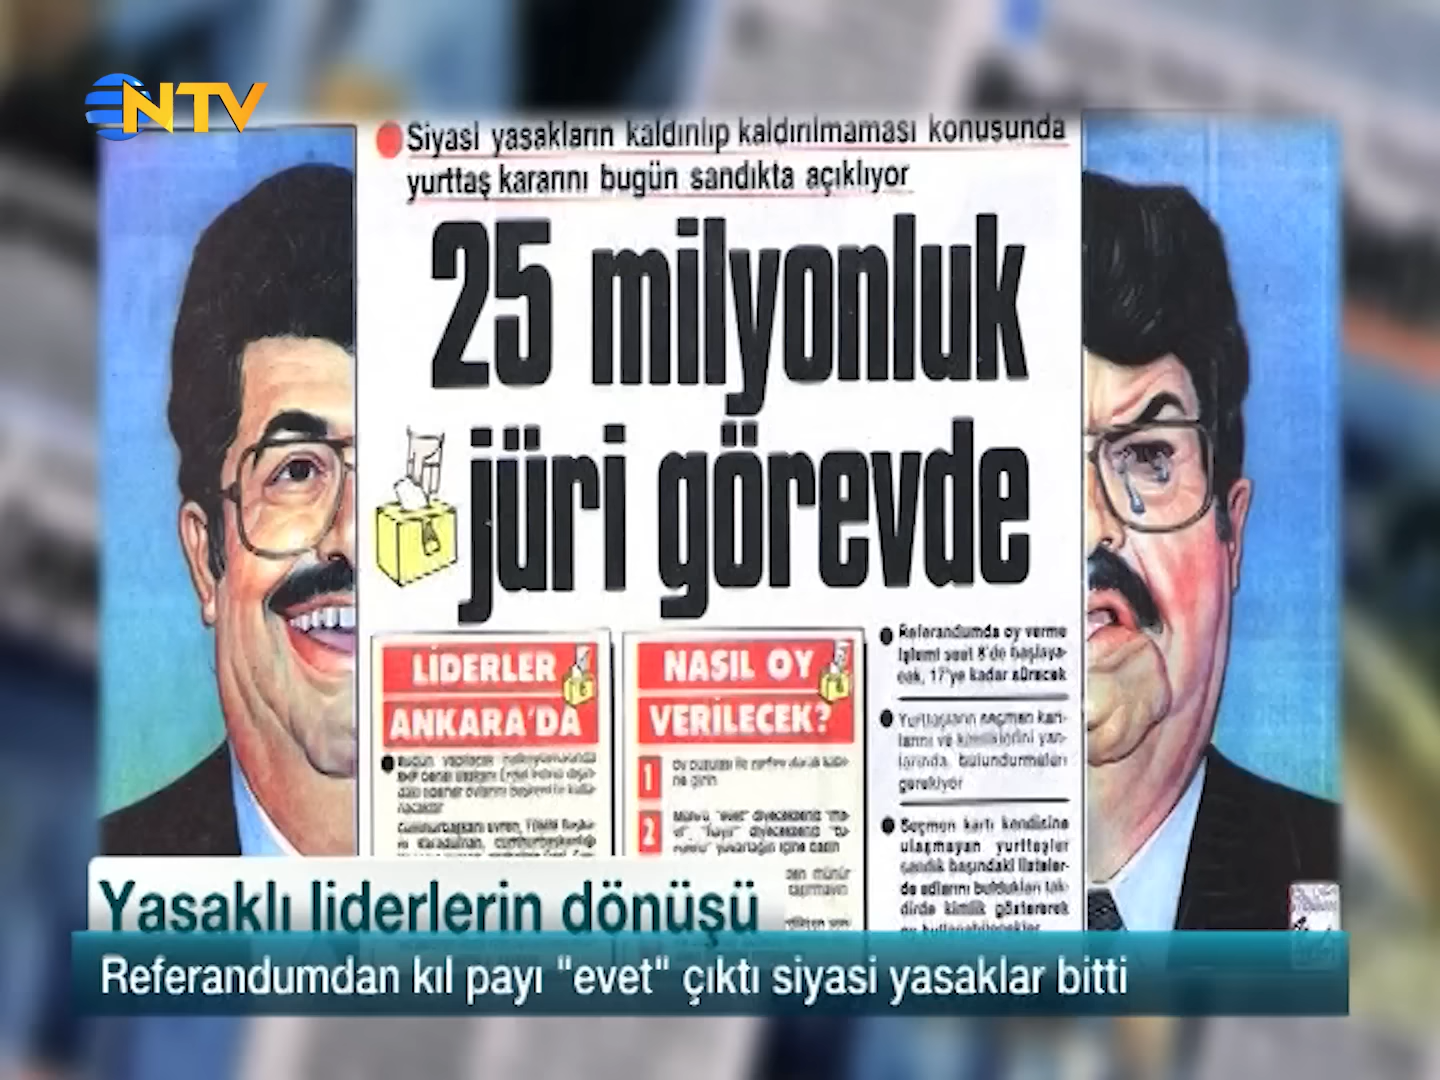 NTV
Siyasi yasakların kaldırılıp kaldırılmaması konusunda
yurttaş kararını bugün sandıkta açıklıyor
25 milyonluk
jüri görevde
LİDERLER
ANKARA'DA
NASIL OY
VERİLECEK?
1
2
Referandumda oy verme
işlemi saat 8'de başlaya-
cak, 17'ye kadar sürecek
Yurttaşların seçmen kart-
larını ve kimliklerini yan-
larında bulundurmaları
gerekiyor
Seçmen kartı kendisine
ulaşmayan yurttaşlar
sandık başındaki listeler-
de adlarını buldukları tak-
dirde kimlik göstererek
Yasaklı liderlerin dönüşü
Referandumdan kıl payı "evet" çıktı siyasi yasaklar bitti